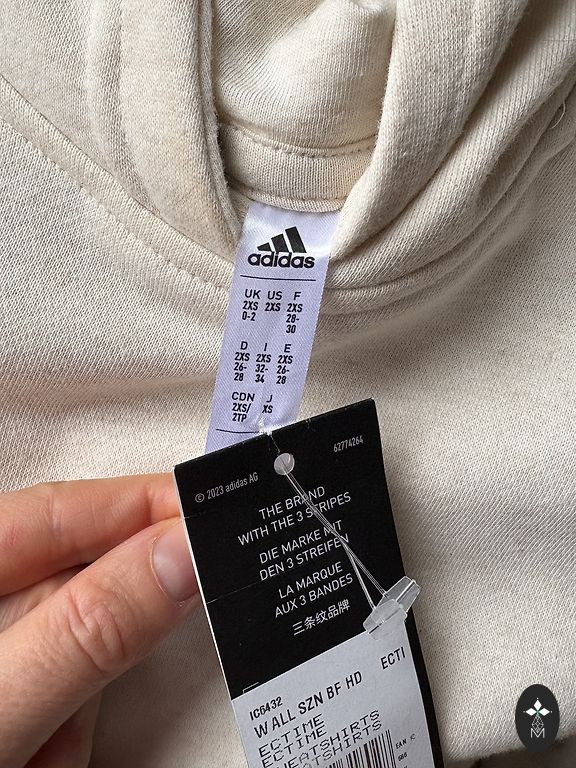 adidas
UK US F
2XS 2XS 2XS
0-2 28-
30
D I E
2XS 2XS 2XS
26- 32- 26-
28 34 28
CDN J
2XS/ XS
2TP
© 2023 adidas AG 62774264
THE BRAND
WITH THE 3 STRIPES
DIE MARKE MIT
DEN 3 STREIFEN
LA MARQUE
AUX 3 BANDES
三条纹品牌
IC6432 ECTI
W ALL SZN BF HD
ECTIME
ECTIME
SWEATSHIRTS
SWEATSHIRTS
EAN
M